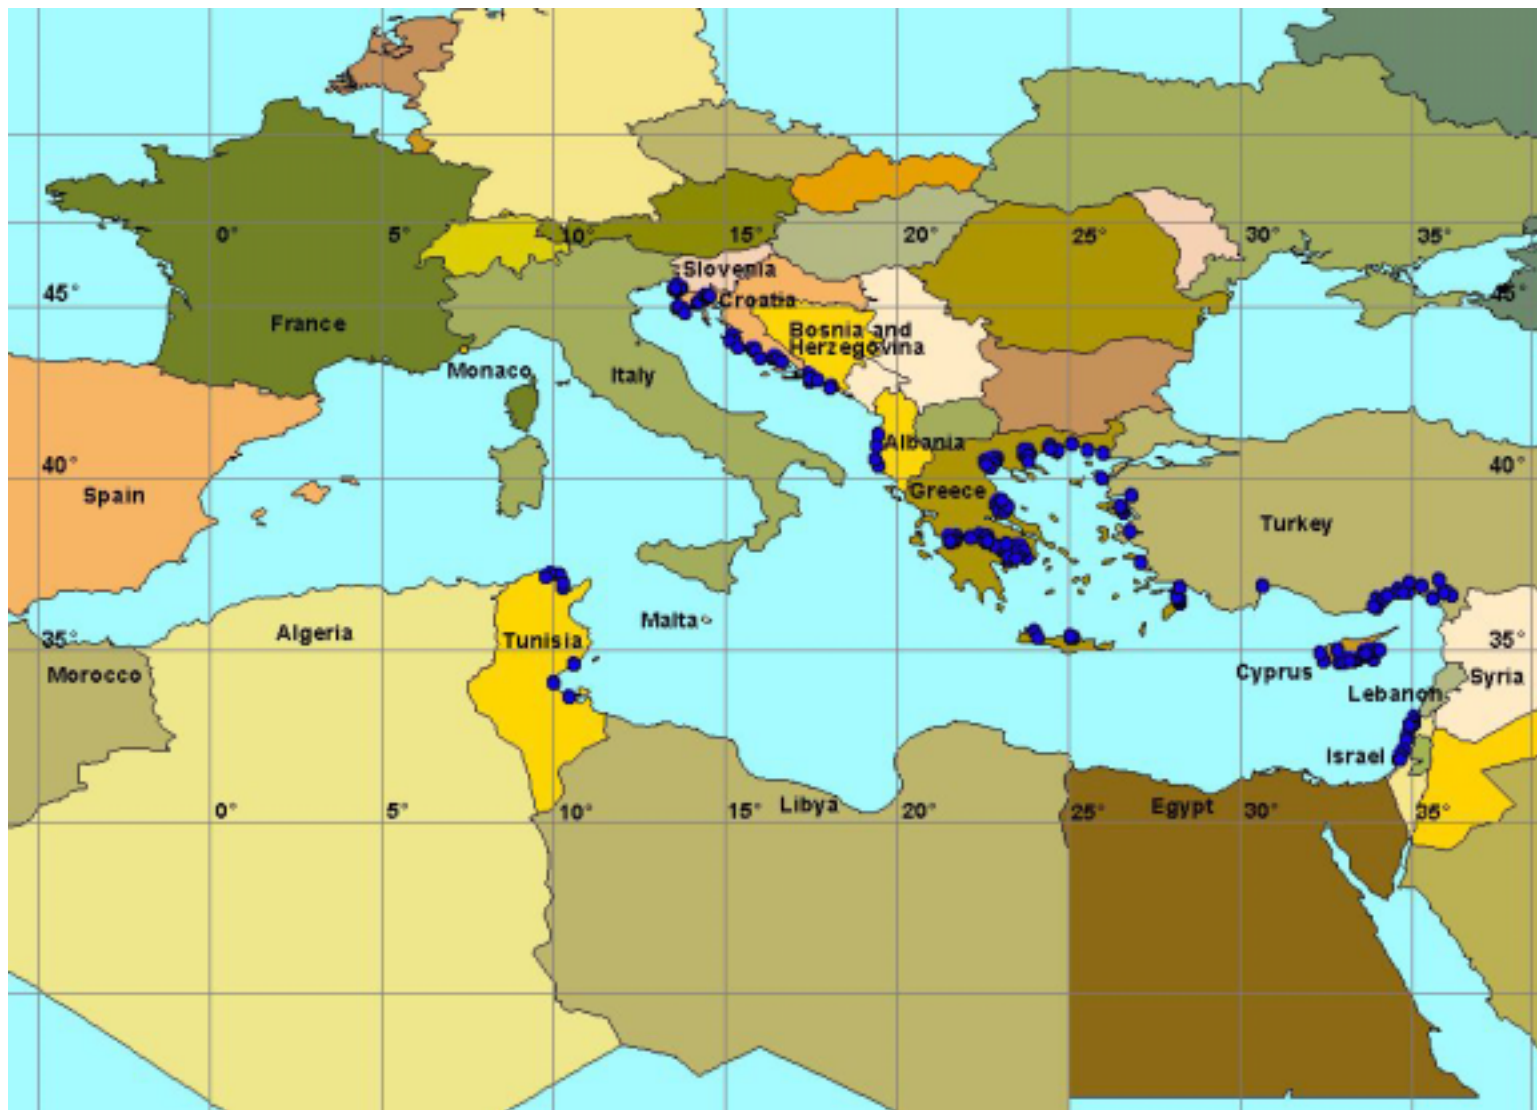 0° 5° 10° 15° 20° 25° 30° 35°
Slovenia
45° 45°
Croatia
France
Bosnia and
Herzegovina
Monaco
Italy
Albania
40° 40°
Spain
Greece
Turkey
Malta
Algeria
Tunisia
35° 35°
Morocco
Cyprus
Syria
Lebanon
Israel
0° 5° 10° 15° Libya 20° 25° Egypt 30° 35°